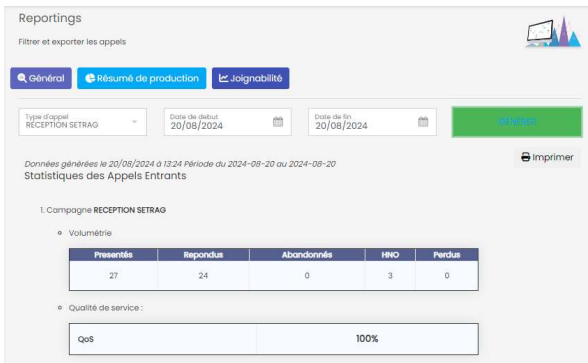 Reportings
Filtrer et exporter les appels
Général Résumé de production Joignabilité
Type d'appel Date de debut Date de fin
RECEPTION SETRAG 20/08/2024 20/08/2024 GÉNÉRER
Imprimer
Données générées le 20/08/2024 à 13:24 Période du 2024-08-20 au 2024-08-20
Statistiques des Appels Entrants
1. Campagne RECEPTION SETRAG
Volumétrie
Presentés Repondus Abandonnés HNO Perdus
27 24 0 3 0
Qualité de service :
QoS 100%